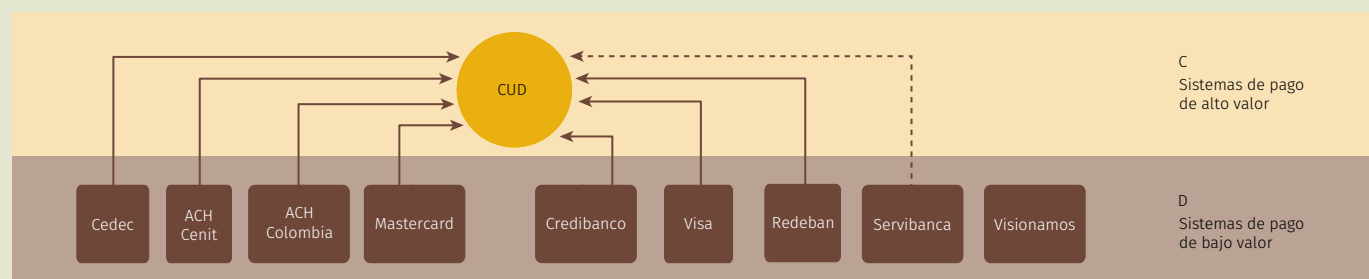 CUD
C
Sistemas de pago
de alto valor
Cedec
ACH
Cenit
ACH
Colombia
Mastercard
Credibanco
Visa
Redeban
Servibanca
Visionamos
D
Sistemas de pago
de bajo valor